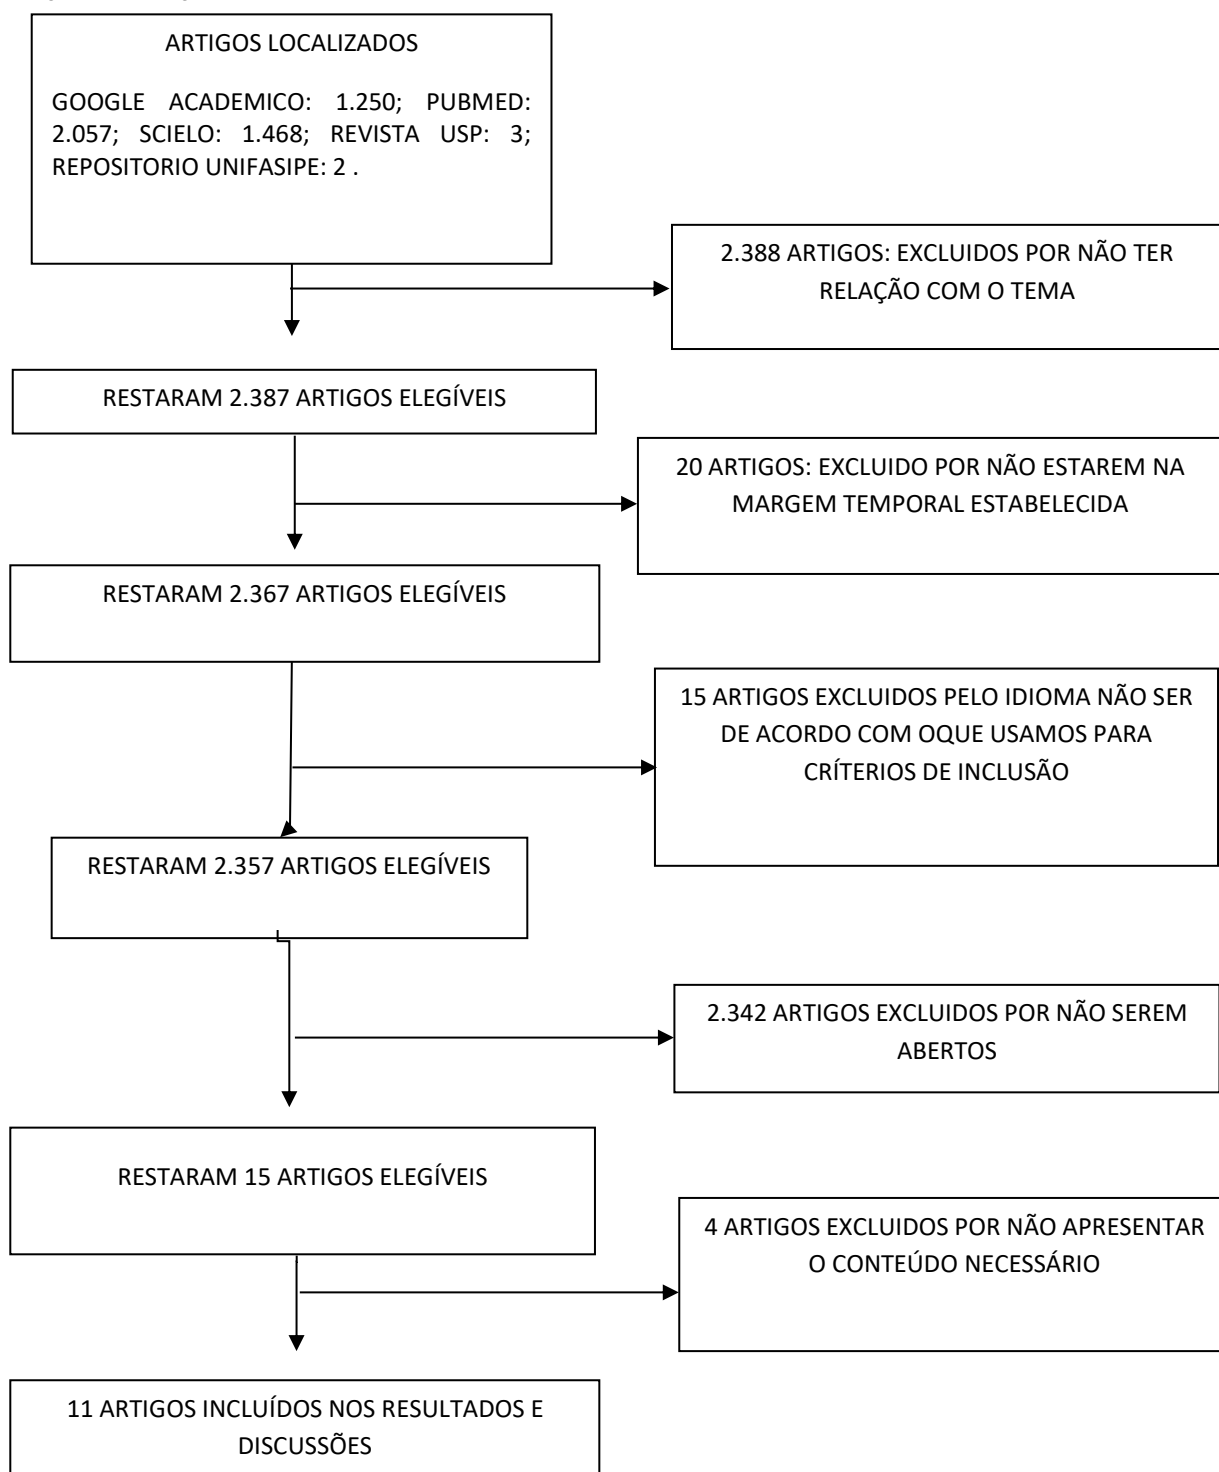 ARTIGOS LOCALIZADOS
GOOGLE ACADEMICO: 1.250; PUBMED:
2.057; SCIELO: 1.468; REVISTA USP: 3;
REPOSITORIO UNIFASIPE: 2 .
2.388 ARTIGOS: EXCLUIDOS POR NÃO TER
RELAÇÃO COM O TEMA
RESTARAM 2.387 ARTIGOS ELEGÍVEIS
20 ARTIGOS: EXCLUIDO POR NÃO ESTAREM NA
MARGEM TEMPORAL ESTABELECIDA
RESTARAM 2.367 ARTIGOS ELEGÍVEIS
15 ARTIGOS EXCLUIDOS PELO IDIOMA NÃO SER
DE ACORDO COM OQUE USAMOS PARA
CRÍTERIOS DE INCLUSÃO
RESTARAM 2.357 ARTIGOS ELEGÍVEIS
2.342 ARTIGOS EXCLUIDOS POR NÃO SEREM
ABERTOS
RESTARAM 15 ARTIGOS ELEGÍVEIS
4 ARTIGOS EXCLUIDOS POR NÃO APRESENTAR
O CONTEÚDO NECESSÁRIO
11 ARTIGOS INCLUÍDOS NOS RESULTADOS E
DISCUSSÕES